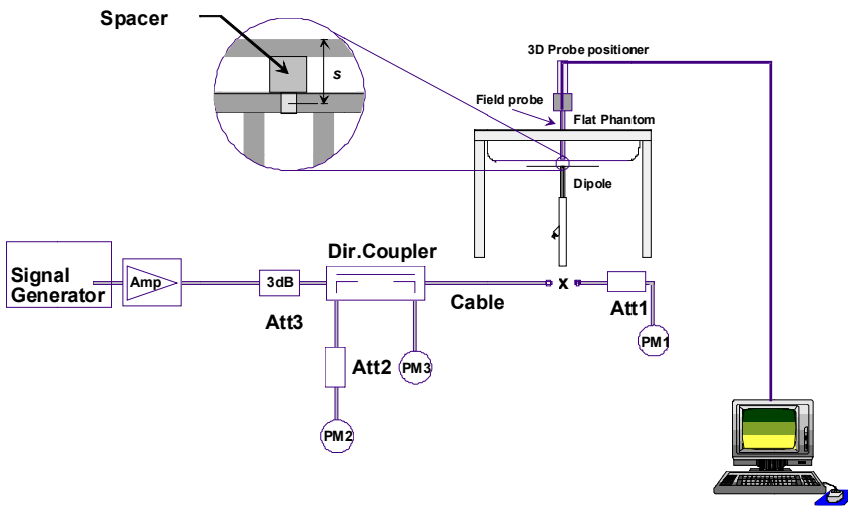 Spacer
s
3D Probe positioner
Field probe
Flat Phantom
Dipole
Signal
Generator
Amp
3dB
Att3
Dir.Coupler
Cable
x
Att1
PM1
Att2
PM3
PM2